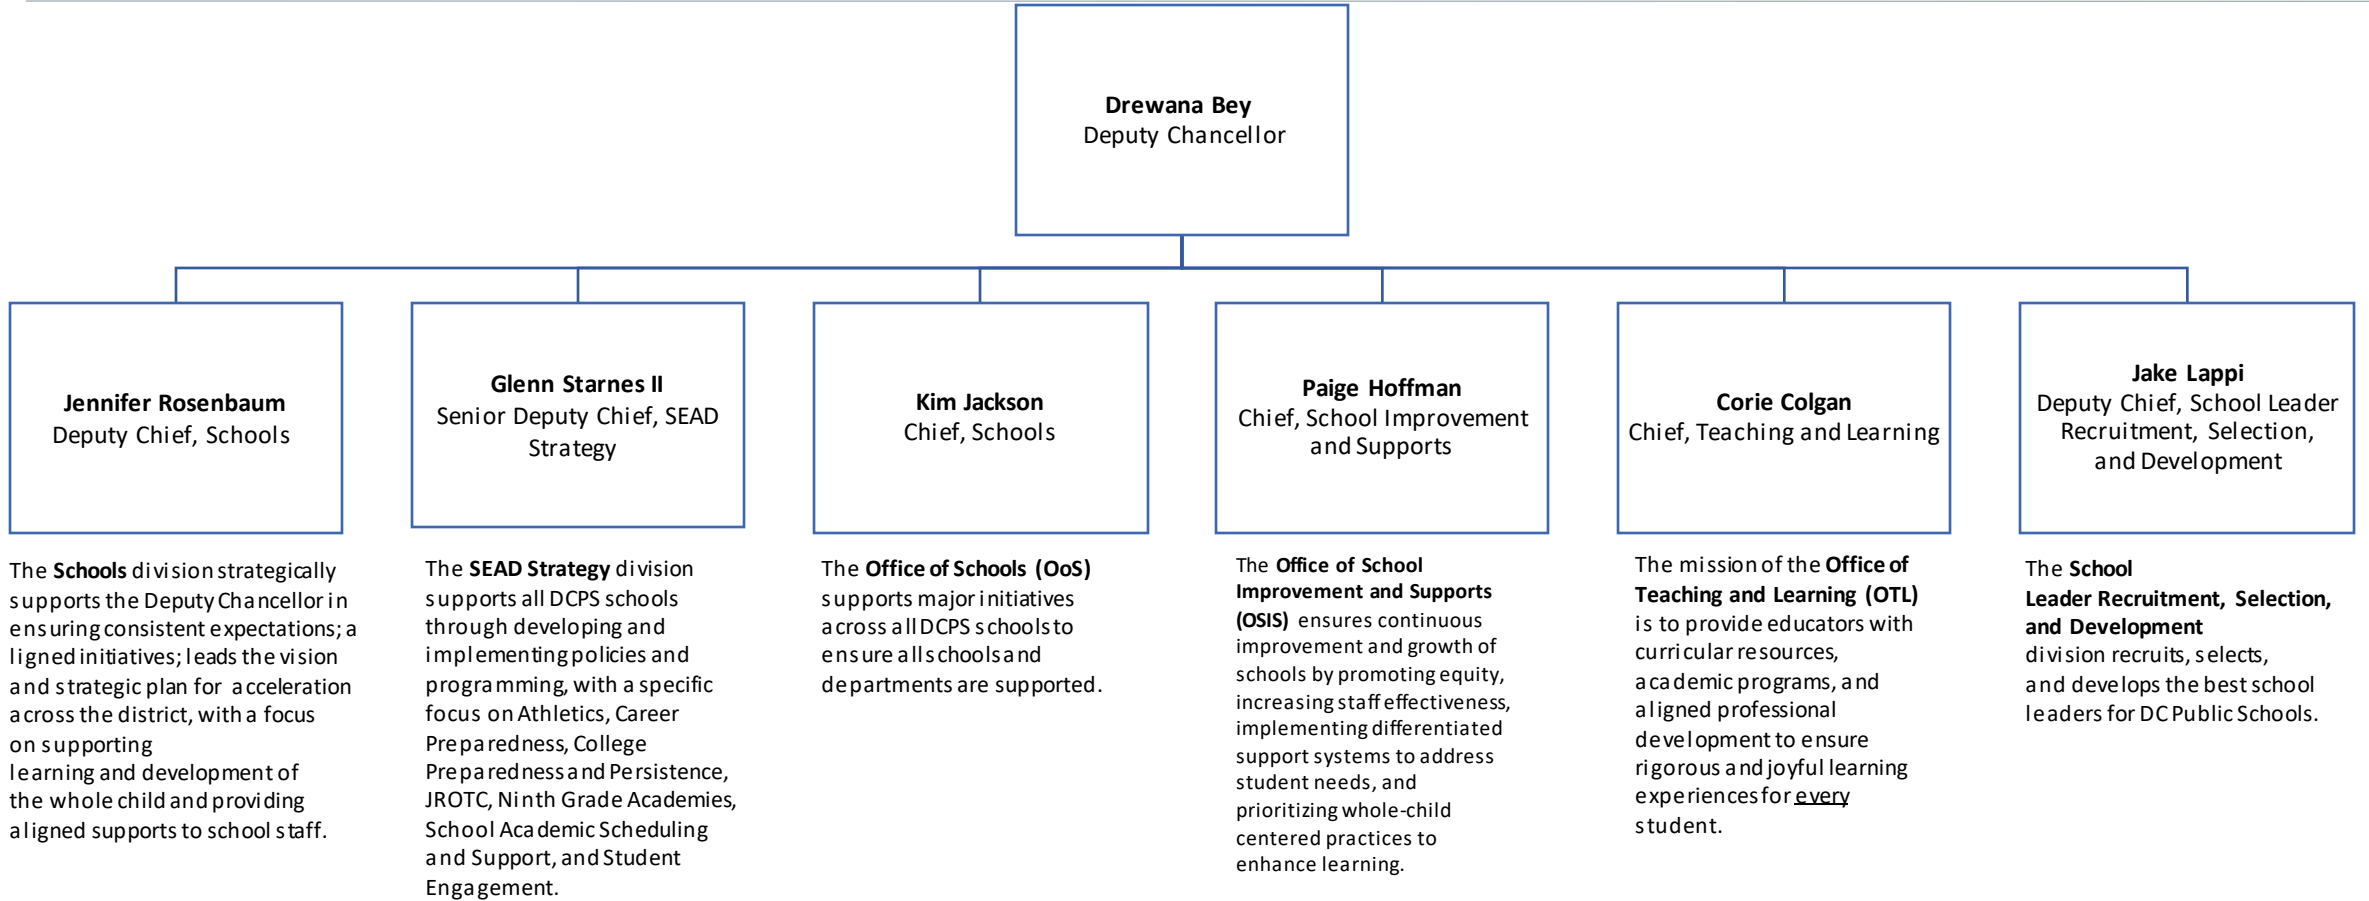 Drewana Bey
Deputy Chancellor
Jennifer Rosenbaum
Deputy Chief, Schools
Glenn Starnes II
Senior Deputy Chief, SEAD
Strategy
Kim Jackson
Chief, Schools
Paige Hoffman
Chief, School Improvement
and Supports
Corie Colgan
Chief, Teaching and Learning
Jake Lappi
Deputy Chief, School Leader
Recruitment, Selection,
and Development
The Schools division strategically
supports the Deputy Chancellor in
ensuring consistent expectations; a
ligned initiatives; leads the vision
and strategic plan for acceleration
across the district, with a focus
on supporting
learning and development of
the whole child and providing
aligned supports to school staff.
The SEAD Strategy division
supports all DCPS schools
through developing and
implementing policies and
programming, with a specific
focus on Athletics, Career
Preparedness, College
Preparedness and Persistence,
JROTC, Ninth Grade Academies,
School Academic Scheduling
and Support, and Student
Engagement.
The Office of Schools (OoS)
supports major initiatives
across all DCPS schools to
ensure all schools and
departments are supported.
The Office of School
Improvement and Supports
(OSIS) ensures continuous
improvement and growth of
schools by promoting equity,
increasing staff effectiveness,
implementing differentiated
support systems to address
student needs, and
prioritizing whole-child
centered practices to
enhance learning.
The mission of the Office of
Teaching and Learning (OTL)
is to provide educators with
curricular resources,
academic programs, and
aligned professional
development to ensure
rigorous and joyful learning
experiences for every
student.
The School
Leader Recruitment, Selection,
and Development
division recruits, selects,
and develops the best school
leaders for DC Public Schools.